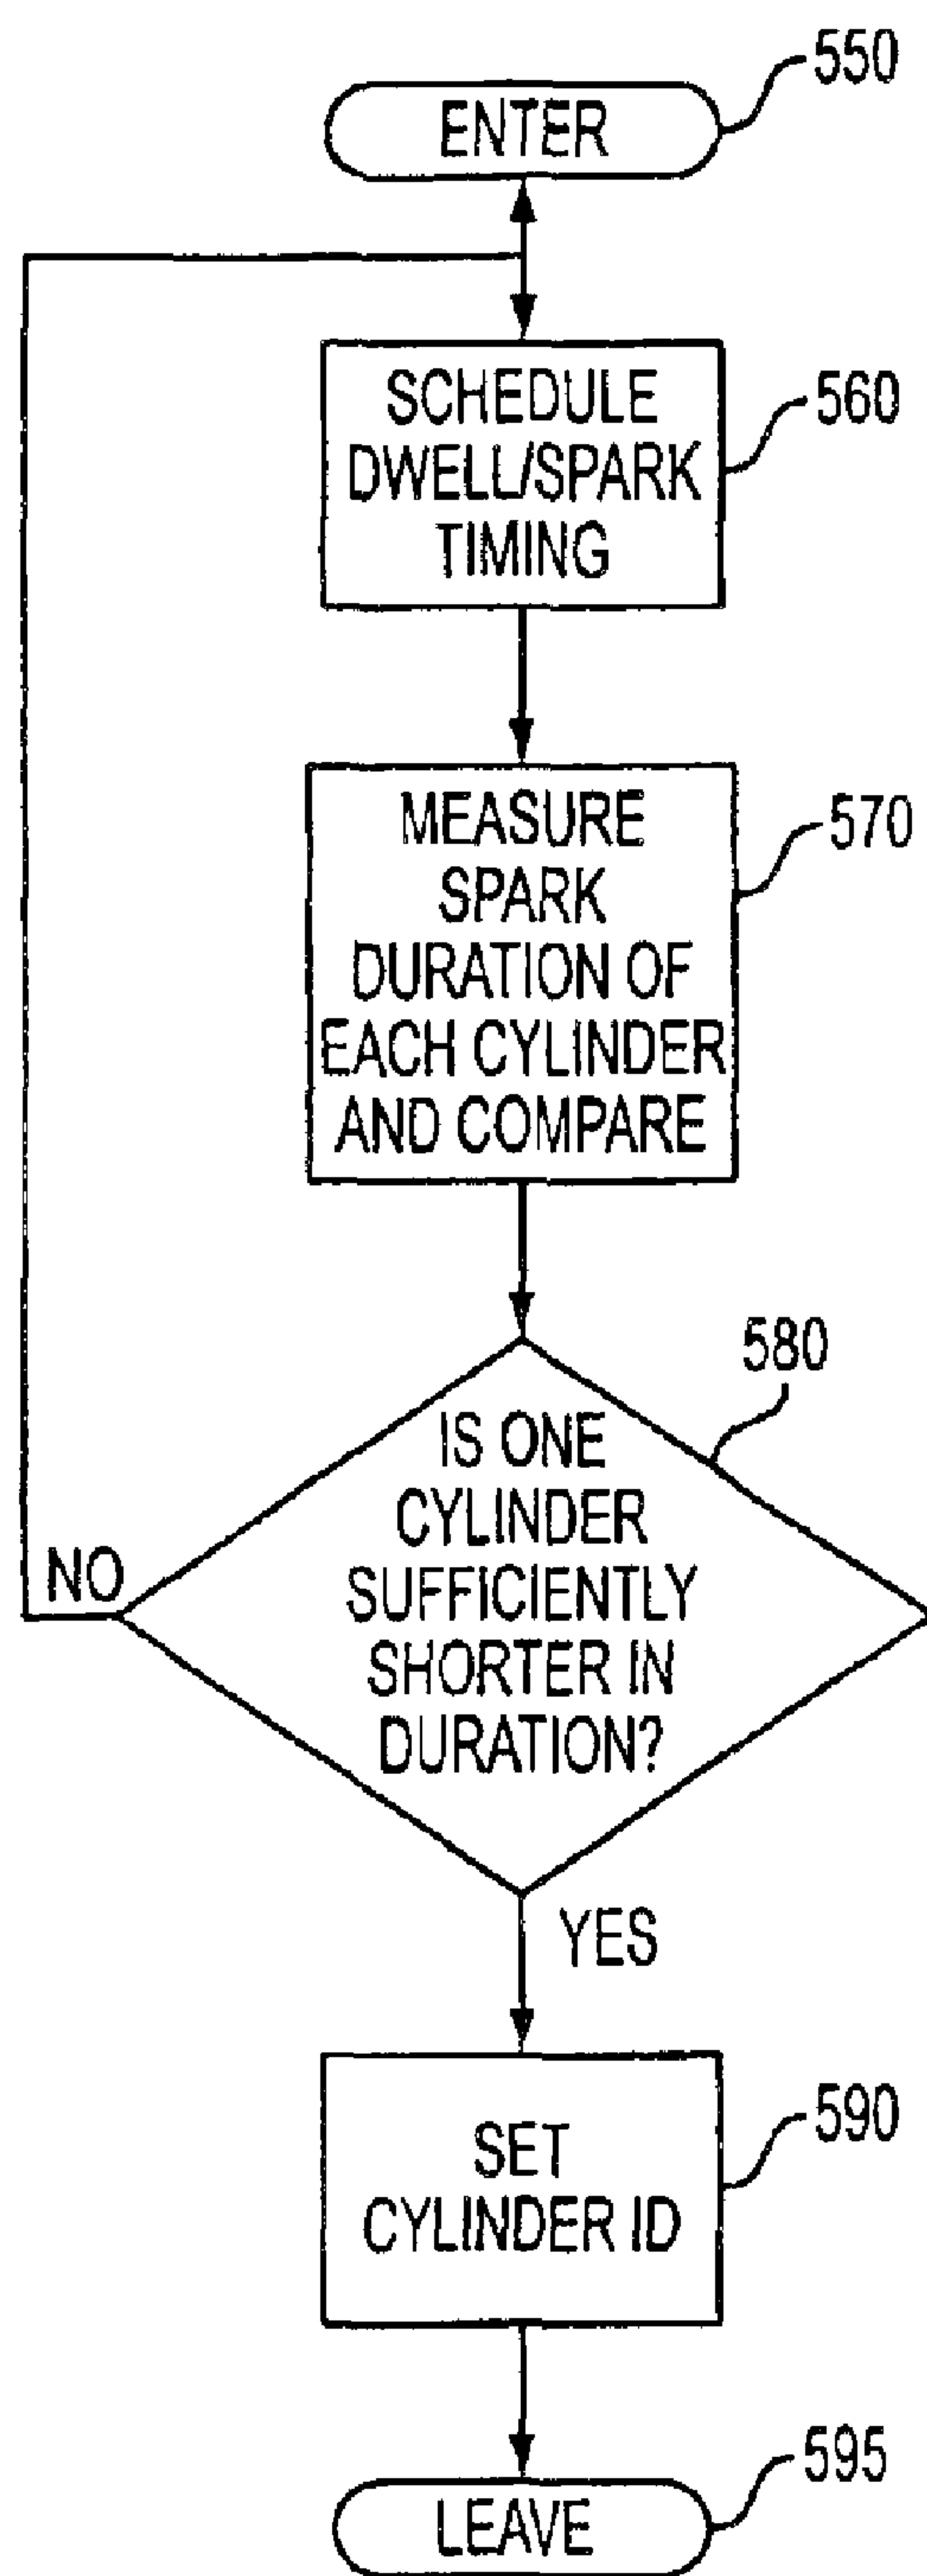 550
ENTER
SCHEDULE
DWELL/SPARK
TIMING
560
MEASURE
SPARK
DURATION OF
EACH CYLINDER
AND COMPARE
570
580
IS ONE
CYLINDER
SUFFICIENTLY
SHORTER IN
DURATION?
NO
YES
SET
CYLINDER ID
590
LEAVE
595